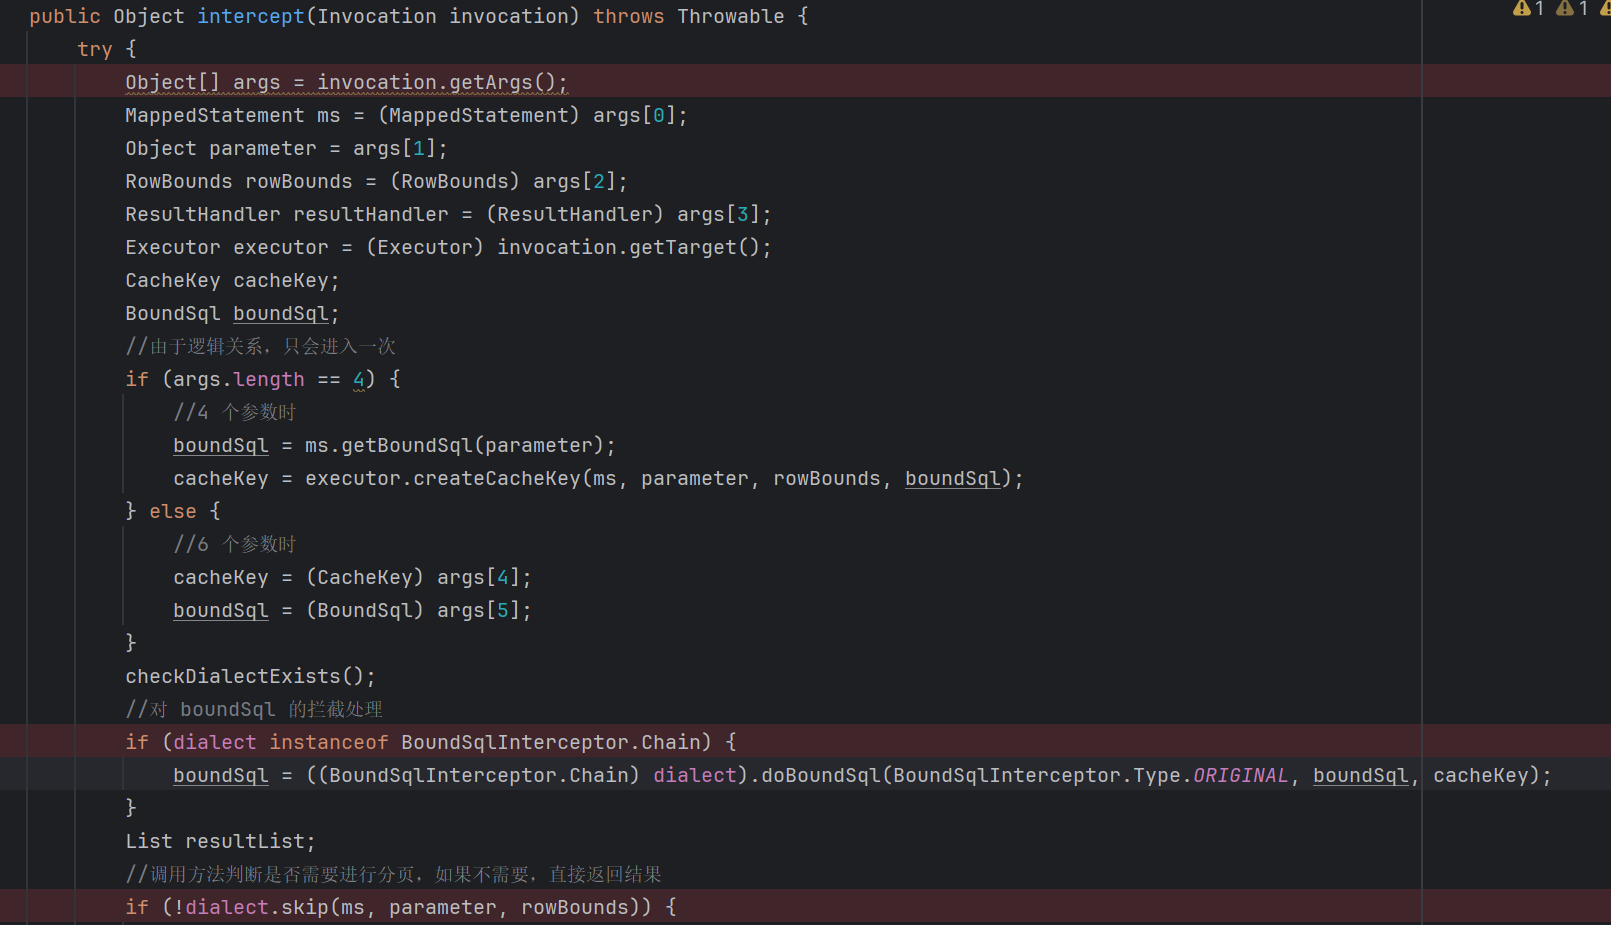 public Object intercept(Invocation invocation) throws Throwable {
1 1
try {
Object[] args = invocation.getArgs();
MappedStatement ms = (MappedStatement) args[0];
Object parameter = args[1];
RowBounds rowBounds = (RowBounds) args[2];
ResultHandler resultHandler = (ResultHandler) args[3];
Executor executor = (Executor) invocation.getTarget();
CacheKey cacheKey;
BoundSql boundSql;
//由于逻辑关系，只会进入一次
if (args.length == 4) {
//4 个参数时
boundSql = ms.getBoundSql(parameter);
cacheKey = executor.createCacheKey(ms, parameter, rowBounds, boundSql);
} else {
//6 个参数时
cacheKey = (CacheKey) args[4];
boundSql = (BoundSql) args[5];
}
checkDialectExists();
//对 boundSql 的拦截处理
if (dialect instanceof BoundSqlInterceptor.Chain) {
boundSql = ((BoundSqlInterceptor.Chain) dialect).doBoundSql(BoundSqlInterceptor.Type.ORIGINAL, boundSql, cacheKey);
}
List resultList;
//调用方法判断是否需要进行分页，如果不需要，直接返回结果
if (!dialect.skip(ms, parameter, rowBounds)) {